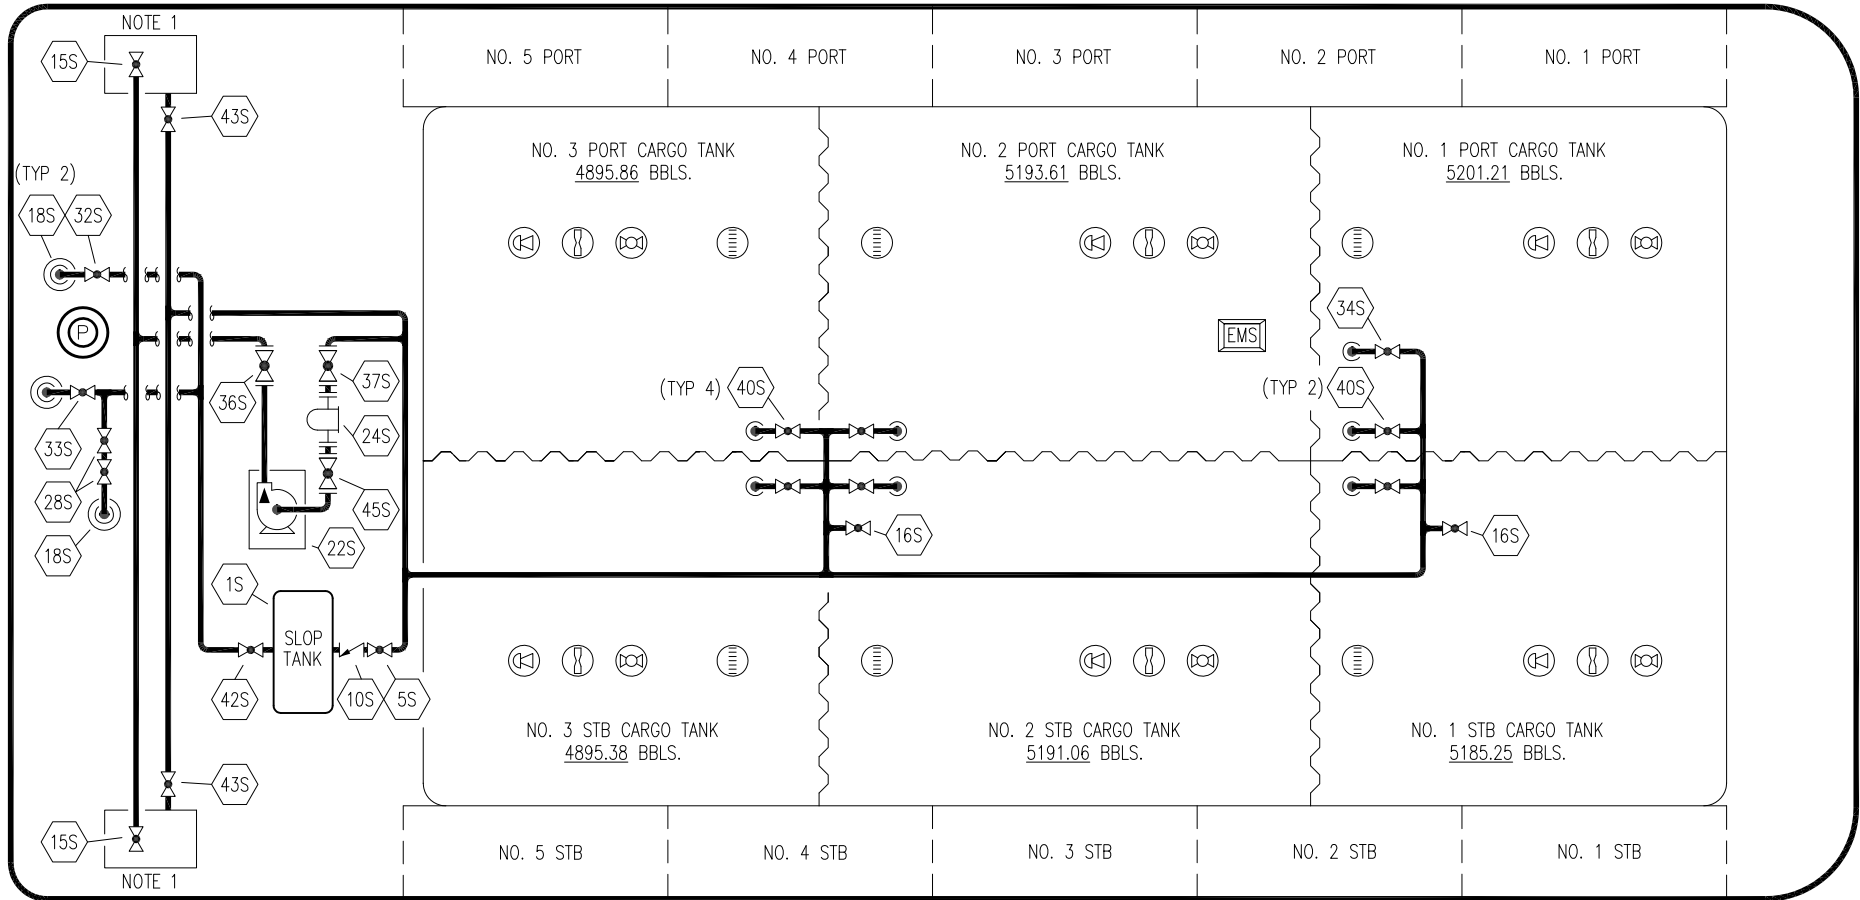 NOTE 1
15S
43S
NO. 5 PORT
NO. 4 PORT
NO. 3 PORT
NO. 2 PORT
NO. 1 PORT
NO. 3 PORT CARGO TANK
4895.86 BBLS.
NO. 2 PORT CARGO TANK
5193.61 BBLS.
NO. 1 PORT CARGO TANK
5201.21 BBLS.
(TYP 2)
18S
32S
P
EMS
34S
36S
37S
(TYP 4) 40S
(TYP 2) 40S
33S
24S
28S
45S
18S
22S
16S
16S
1S
SLOP
TANK
42S
10S
5S
NO. 3 STB CARGO TANK
4895.38 BBLS.
NO. 2 STB CARGO TANK
5191.06 BBLS.
NO. 1 STB CARGO TANK
5185.25 BBLS.
43S
15S
NOTE 1
NO. 5 STB
NO. 4 STB
NO. 3 STB
NO. 2 STB
NO. 1 STB